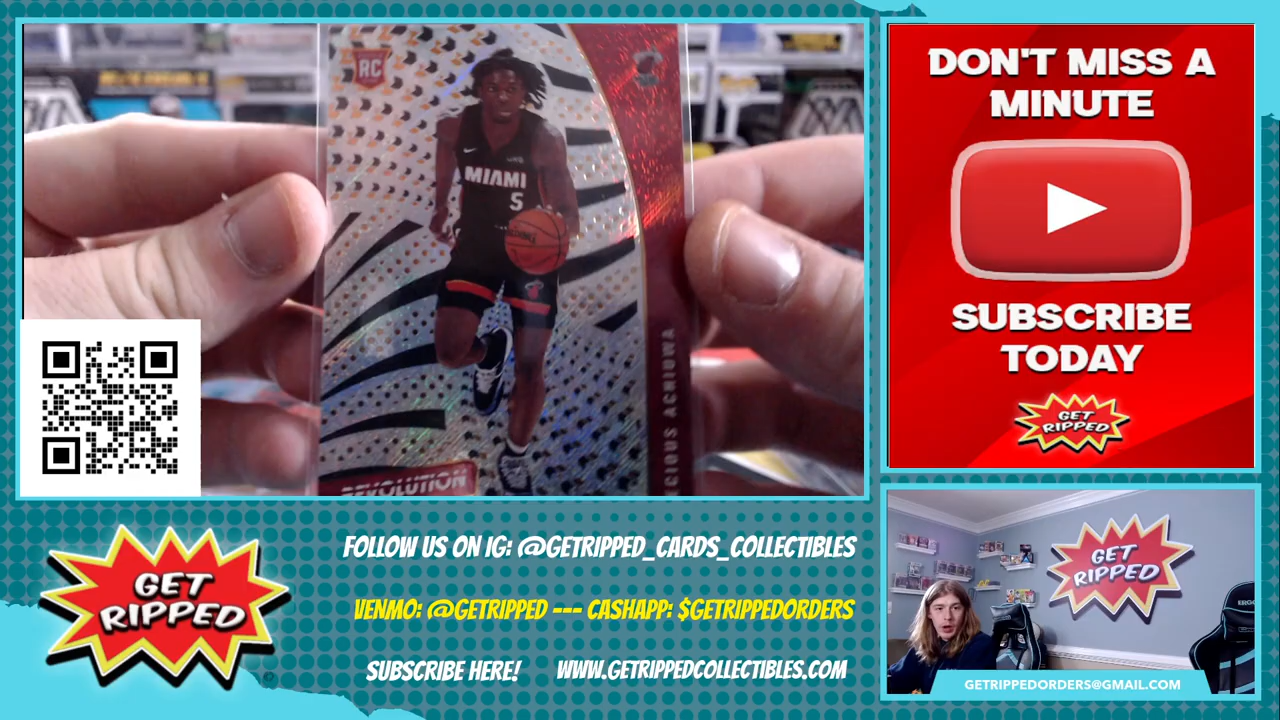 RC
MIAMI
5
REVOLUTION
CIOUS ACHIUWA
DON'T MISS A
MINUTE
SUBSCRIBE
TODAY
GET
RIPPED
GET
RIPPED
FOLLOW US ON IG: @GETRIPPED_CARDS_COLLECTIBLES
VENMO: @GETRIPPED --- CASHAPP: $GETRIPPEDORDERS
SUBSCRIBE HERE! WWW.GETRIPPEDCOLLECTIBLES.COM
GET
RIPPED
GETRIPPEDORDERS@GMAIL.COM